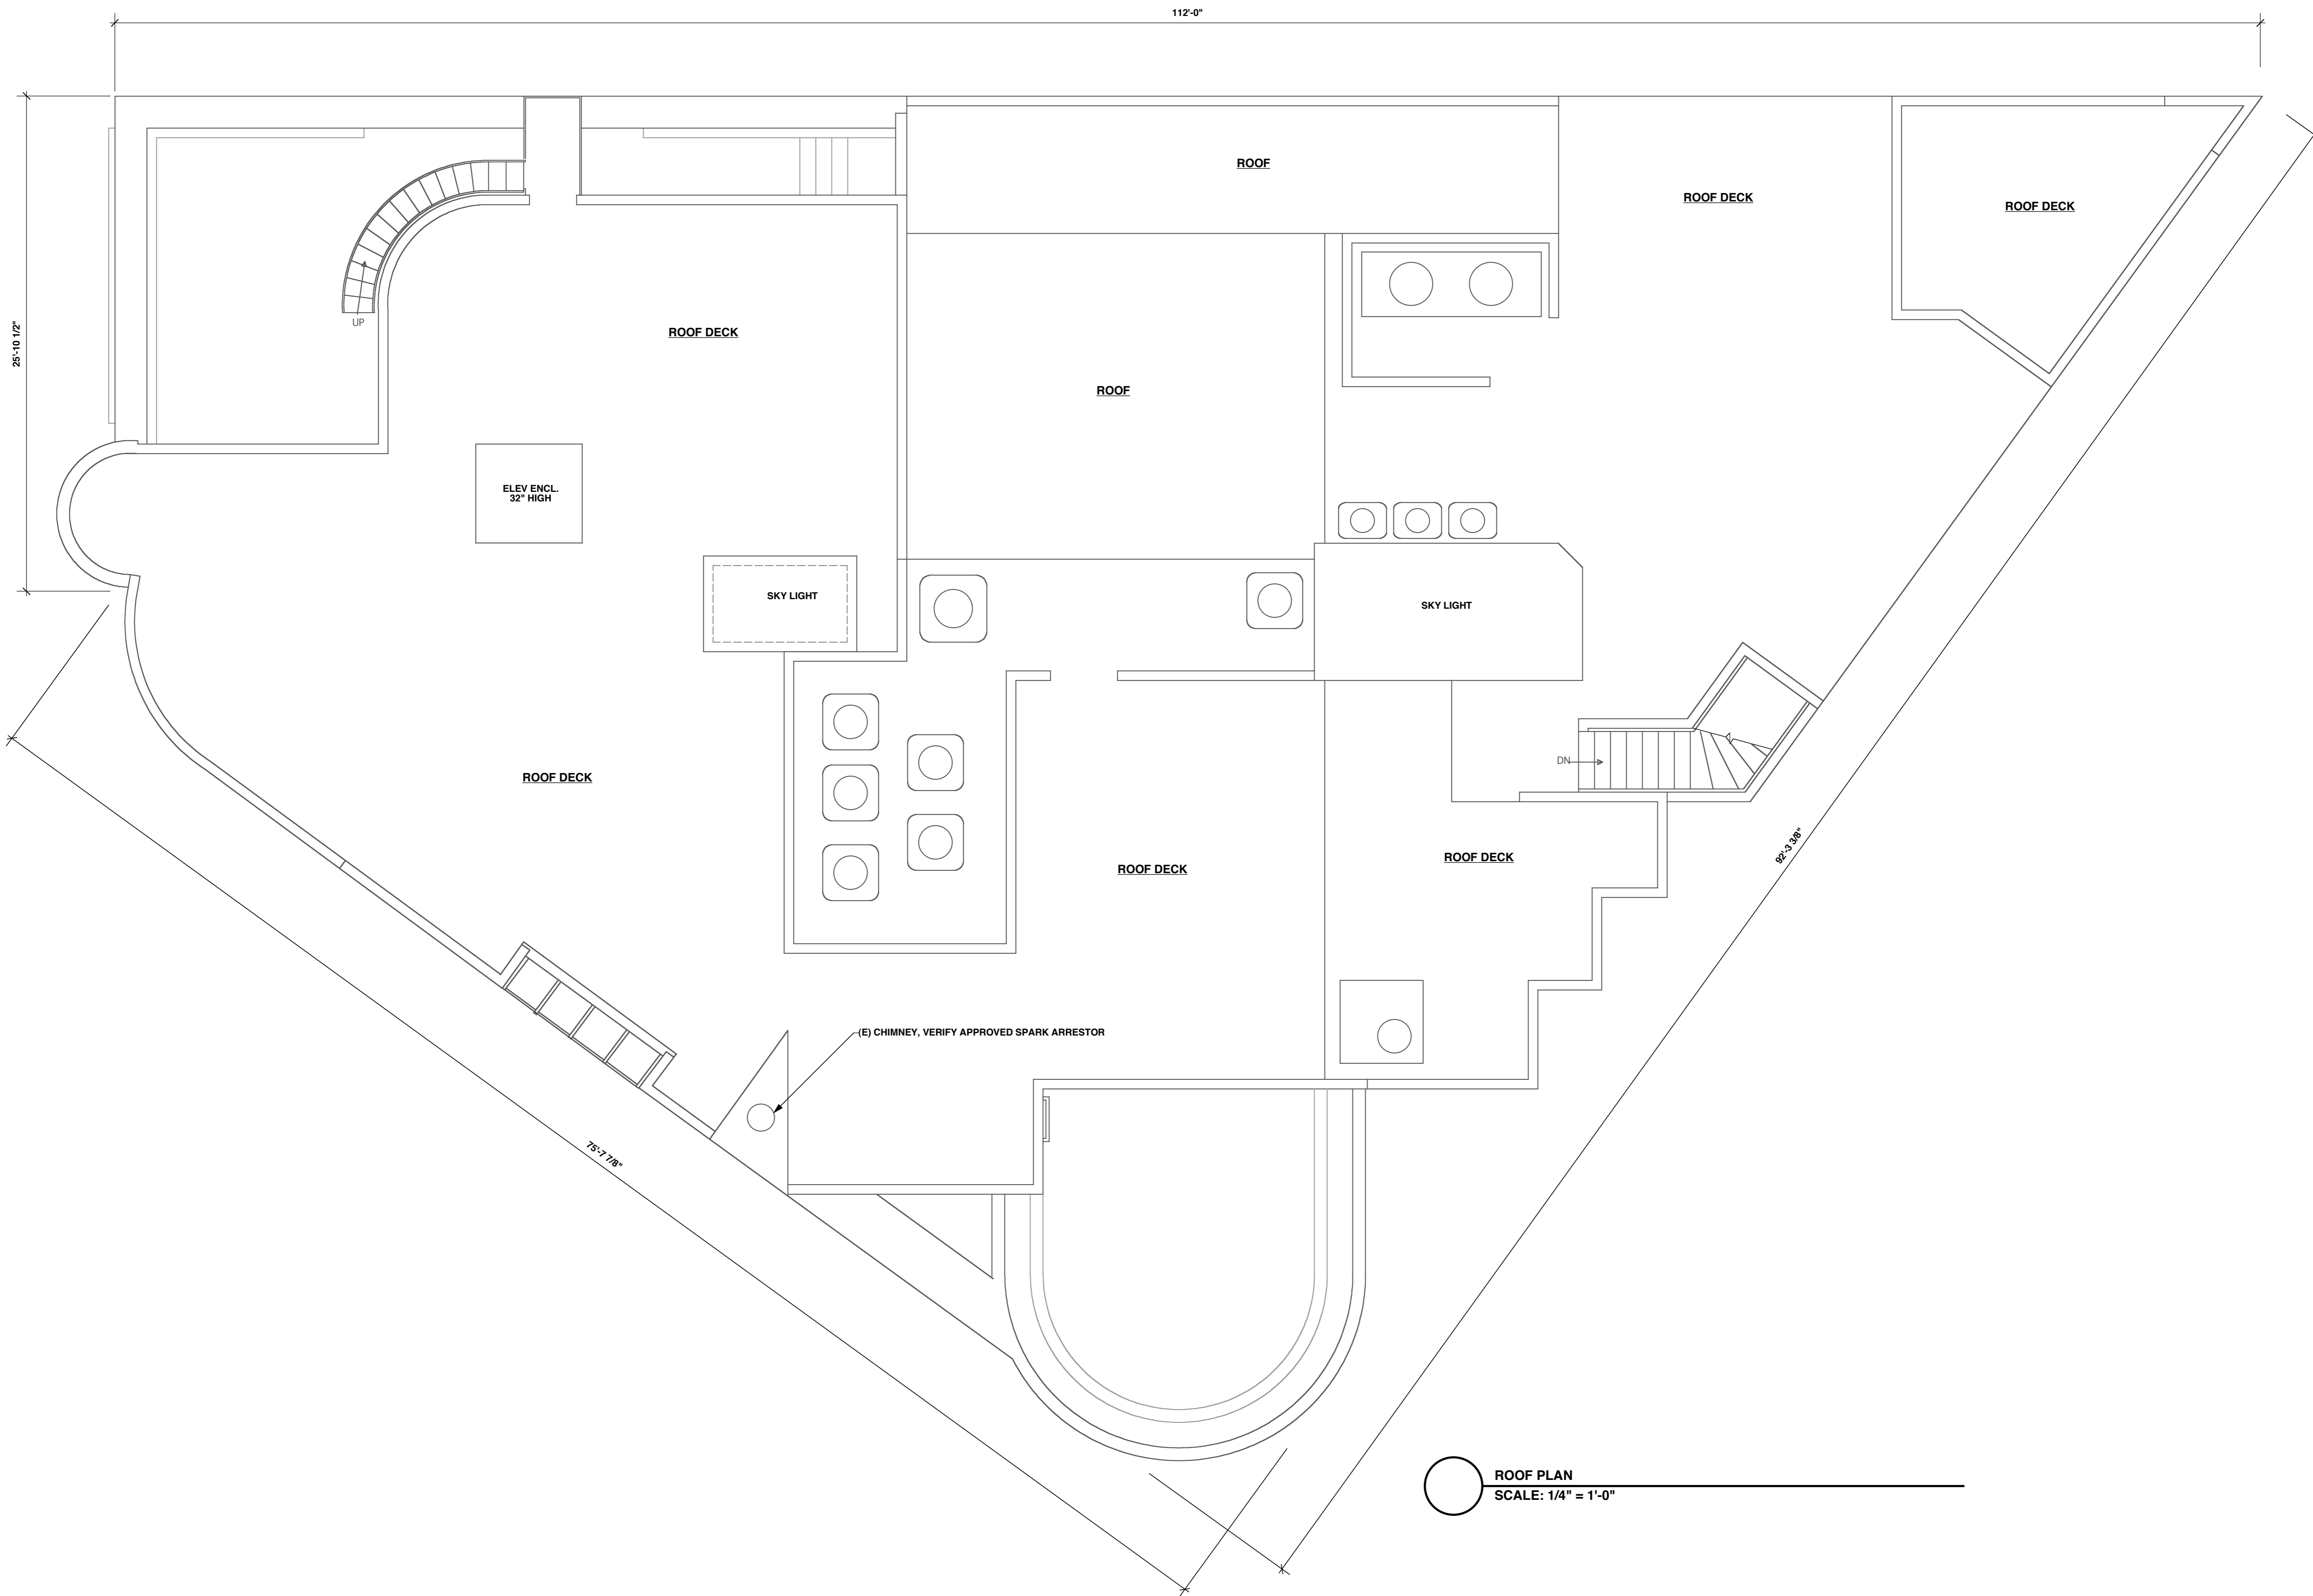 112'-0"
25'-10 1/2"
ROOF
ROOF DECK
ROOF DECK
UP
ROOF DECK
ROOF
ELEV ENCL.
32" HIGH
SKY LIGHT
SKY LIGHT
DN
ROOF DECK
ROOF DECK
ROOF DECK
92'-3 3/8"
(E) CHIMNEY, VERIFY APPROVED SPARK ARRESTOR
75'-7 7/8"
ROOF PLAN
SCALE: 1/4" = 1'-0"